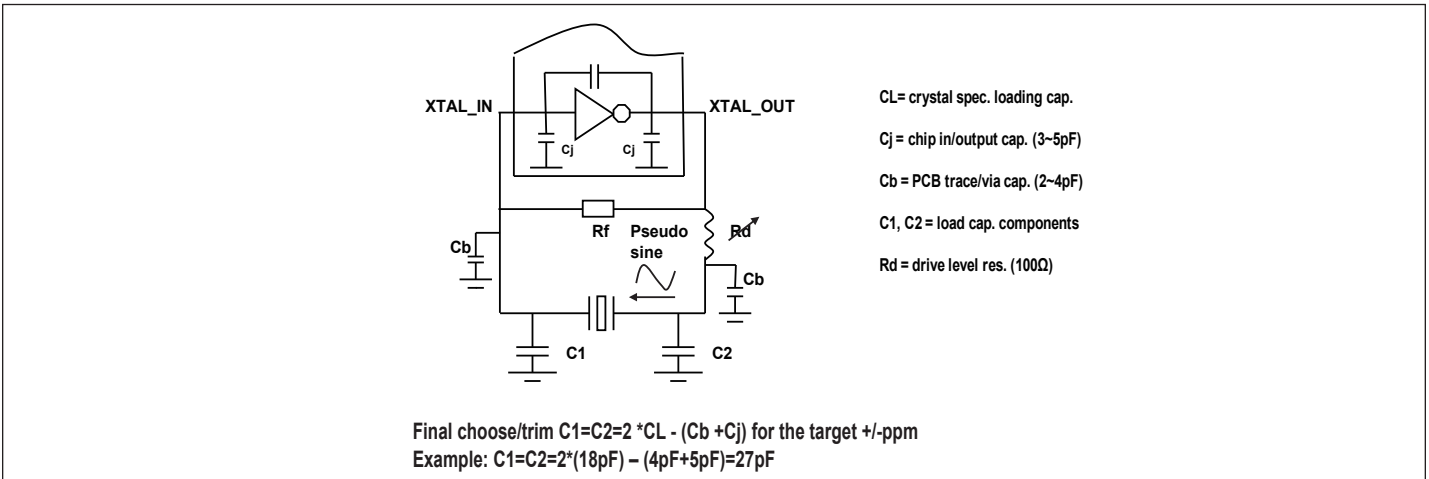 XTAL_IN
XTAL_OUT
Cj
Cj
Rf
Pseudo
sine
Rd
Cb
Cb
C1
C2
CL= crystal spec. loading cap.
Cj = chip in/output cap. (3~5pF)
Cb = PCB trace/via cap. (2~4pF)
C1, C2 = load cap. components
Rd = drive level res. (100Ω)
Final choose/trim C1=C2=2 *CL - (Cb +Cj) for the target +/-ppm
Example: C1=C2=2*(18pF) – (4pF+5pF)=27pF